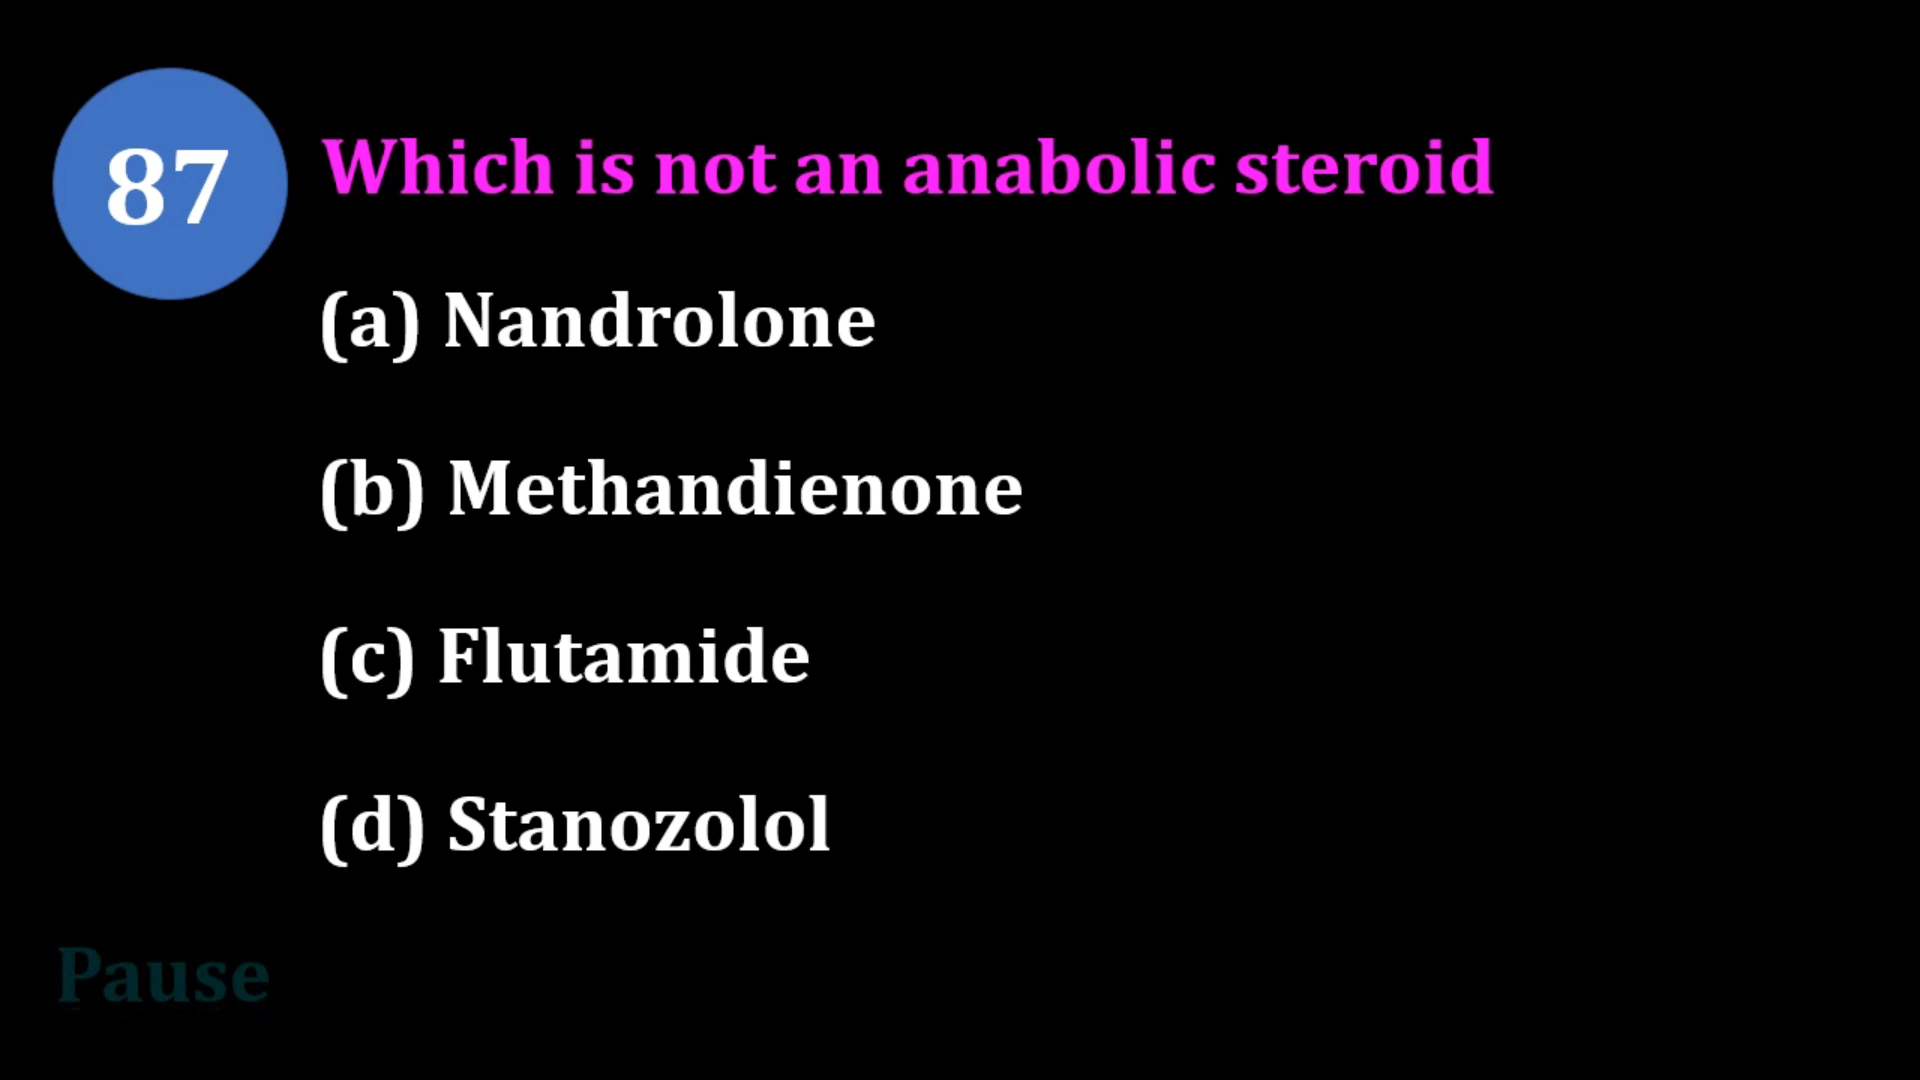 87
Which is not an anabolic steroid
(a) Nandrolone
(b) Methandienone
(c) Flutamide
(d) Stanozolol
Pause